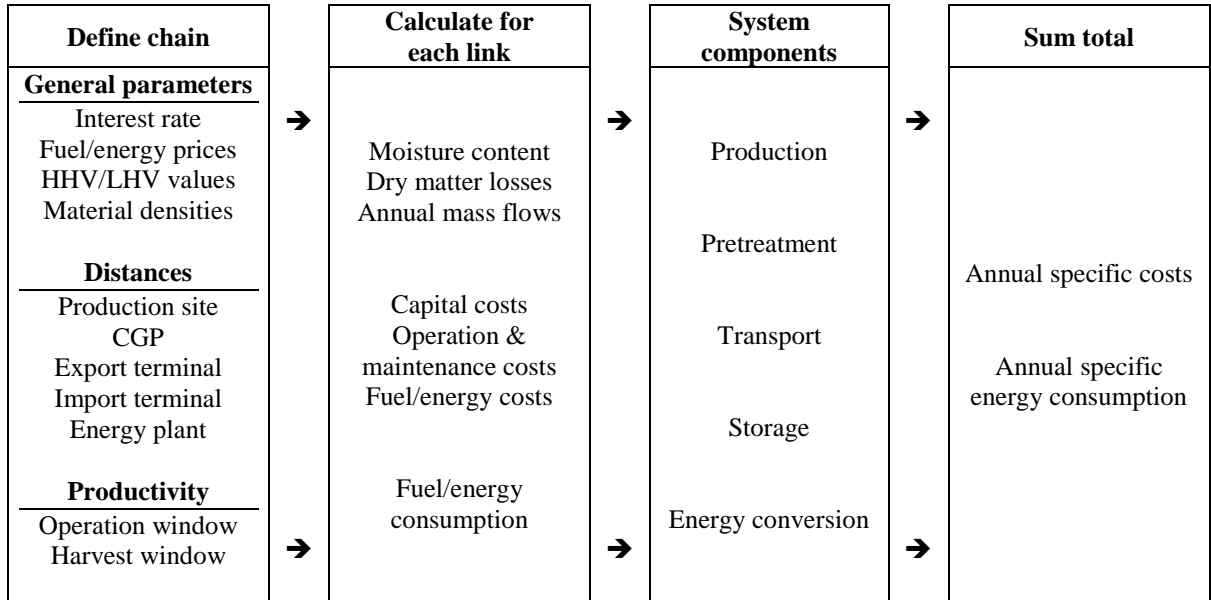 Define chain
General parameters
Interest rate
Fuel/energy prices
HHV/LHV values
Material densities
Distances
Production site
CGP
Export terminal
Import terminal
Energy plant
Productivity
Operation window
Harvest window
➔
➔
Calculate for
each link
Moisture content
Dry matter losses
Annual mass flows
Capital costs
Operation &
maintenance costs
Fuel/energy costs
Fuel/energy
consumption
➔
➔
System
components
Production
Pretreatment
Transport
Storage
Energy conversion
➔
➔
Sum total
Annual specific costs
Annual specific
energy consumption